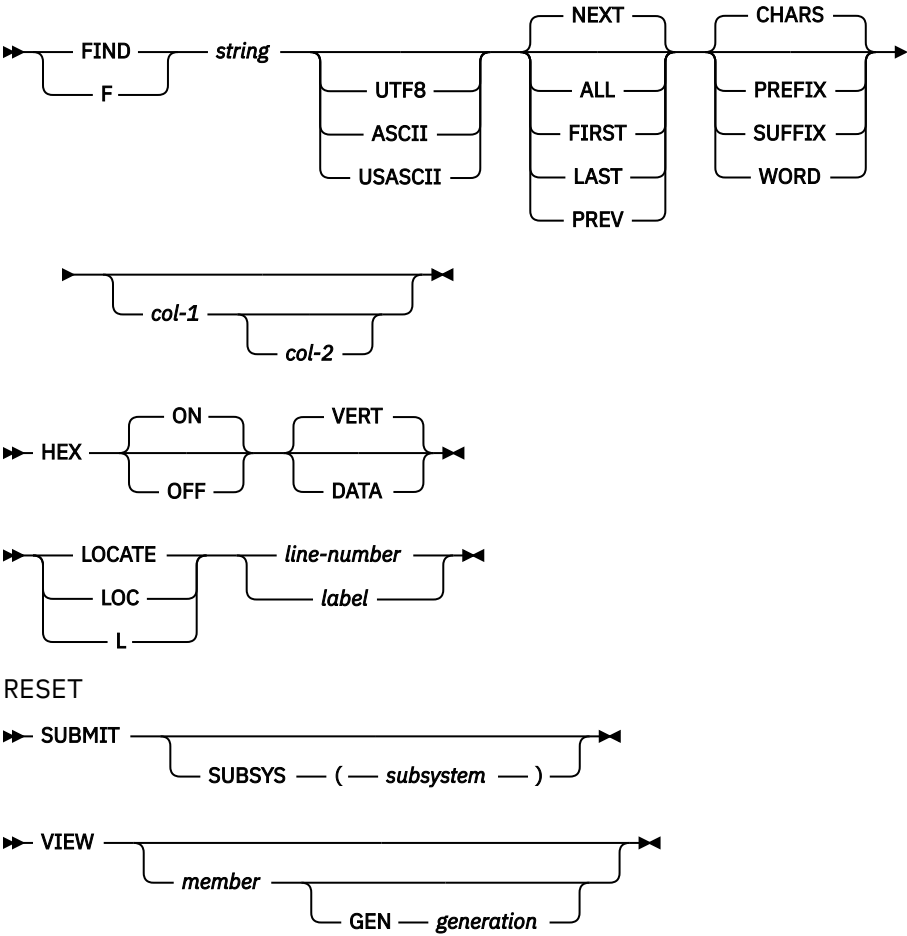 NEXT CHARS
FIND string
F UTF8 ALL PREFIX
ASCII FIRST SUFFIX
USASCII LAST WORD
PREV
col-1
col-2
ON VERT
HEX
OFF DATA
LOCATE line-number
LOC label
L
RESET
SUBMIT
SUBSYS ( subsystem )
VIEW
member
GEN generation